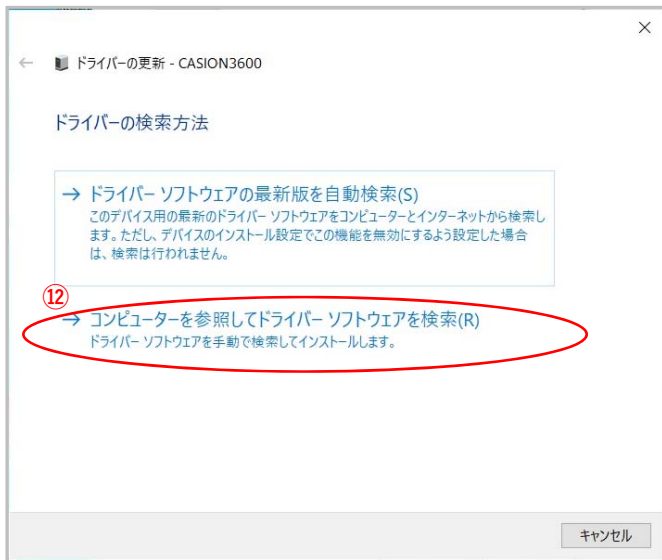 ドライバーの更新 - CASION3600
ドライバーの検索方法
→ ドライバー ソフトウェアの最新版を自動検索(S)
このデバイス用の最新のドライバー ソフトウェアをコンピューターとインターネットから検索し
ます。ただし、デバイスのインストール設定でこの機能を無効にするよう設定した場合
は、検索は行われません。
⑫
→ コンピューターを参照してドライバー ソフトウェアを検索(R)
ドライバー ソフトウェアを手動で検索してインストールします。
キャンセル